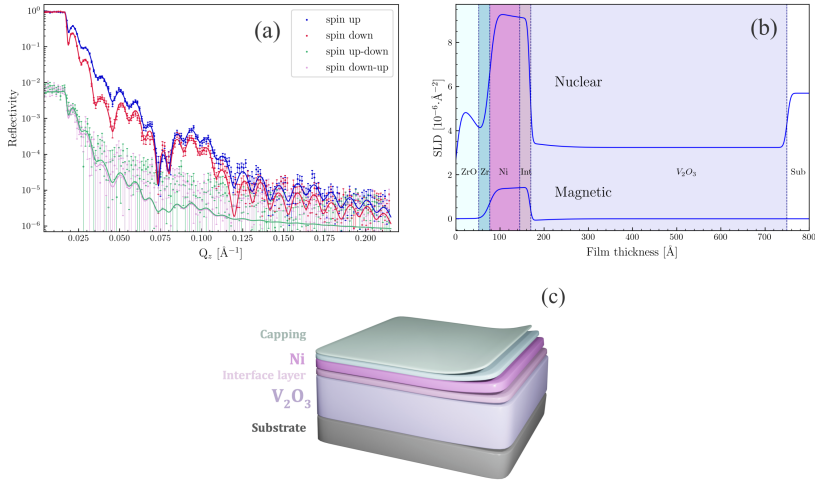 (a)
spin up
spin down
spin up-down
spin down-up
Reflectivity
10⁰
10⁻¹
10⁻²
10⁻³
10⁻⁴
10⁻⁵
10⁻⁶
0.025
0.050
0.075
0.100
0.125
0.150
0.175
0.200
Q_z [Å⁻¹]
(b)
SLD [10⁻⁶·Å⁻²]
8
6
4
2
0
Nuclear
ZrO
Zr
Ni
Int
V₂O₃
Sub
Magnetic
0
100
200
300
400
500
600
700
800
Film thickness [Å]
(c)
Capping
Ni
Interface layer
V₂O₃
Substrate